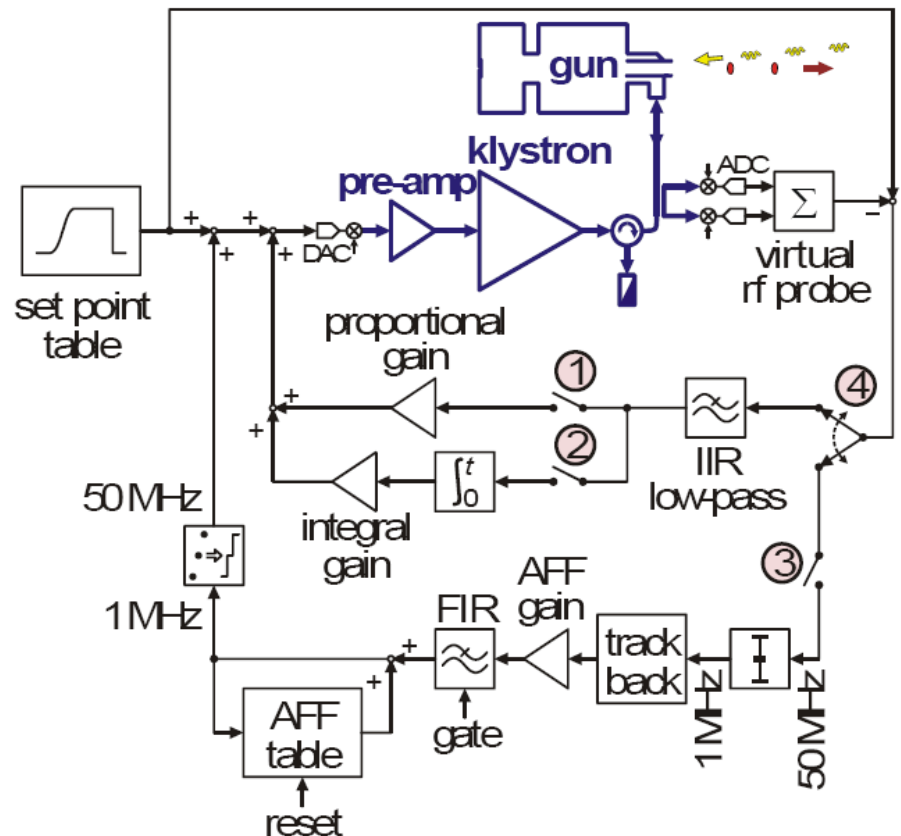 gun
klystron
pre-amp
ADC
+
+
+
+
DAC
Σ
−
virtual
rf probe
set point
table
proportional
gain
1
4
+
+
2
∫ t 0
IIR
low-pass
50 MHz
integral
gain
3
AFF
gain
1 MHz
FIR
+
+
track
back
1 MHz
50 MHz
AFF
table
gate
reset